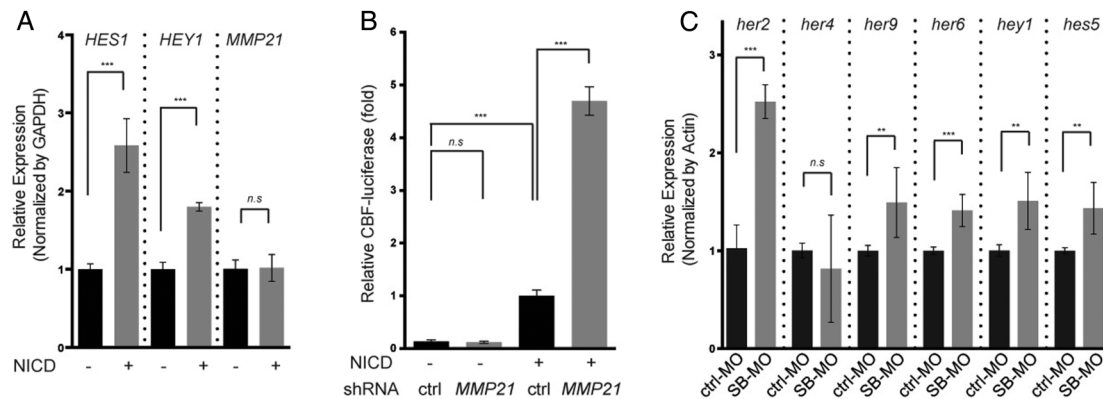 A
HES1 HEY1 MMP21
Relative Expression
(Normalized by GAPDH)
4
3
2
1
0
***
***
n.s
NICD - + - + - +
B
Relative CBF-luciferase (fold)
6
5
4
3
2
1
0
***
***
n.s
NICD - - + +
shRNA ctrl MMP21 ctrl MMP21
C
her2 her4 her9 her6 hey1 hes5
Relative Expression
(Normalized by Actin)
3
2
1
0
***
n.s
**
***
**
**
ctrl-MO SB-MO ctrl-MO SB-MO ctrl-MO SB-MO ctrl-MO SB-MO ctrl-MO SB-MO ctrl-MO SB-MO